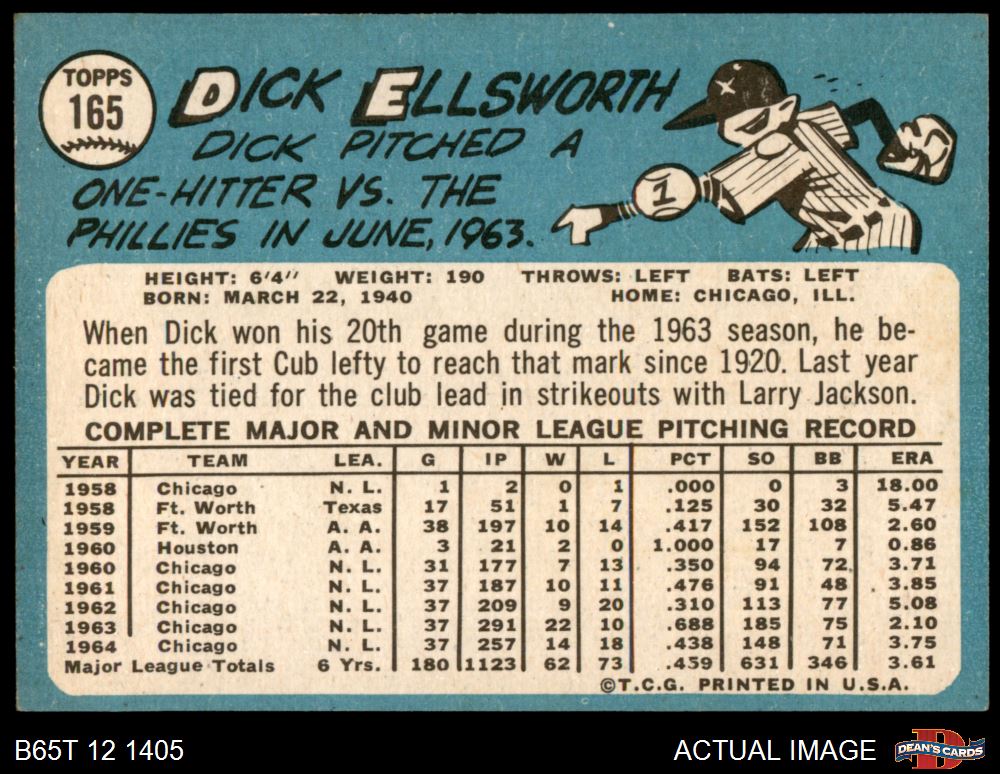 TOPPS
165
DICK ELLSWORTH
DICK PITCHED A
ONE-HITTER VS. THE
PHILLIES IN JUNE, 1963.
1
HEIGHT: 6'4" WEIGHT: 190 THROWS: LEFT BATS: LEFT
BORN: MARCH 22, 1940 HOME: CHICAGO, ILL.
When Dick won his 20th game during the 1963 season, he be-
came the first Cub lefty to reach that mark since 1920. Last year
Dick was tied for the club lead in strikeouts with Larry Jackson.
COMPLETE MAJOR AND MINOR LEAGUE PITCHING RECORD
YEAR TEAM LEA. G IP W L PCT SO BB ERA
1958 Chicago N. L. 1 2 0 1 .000 0 3 18.00
1958 Ft. Worth Texas 17 51 1 7 .125 30 32 5.47
1959 Ft. Worth A. A. 38 197 10 14 .417 152 108 2.60
1960 Houston A. A. 3 21 2 0 1.000 17 7 0.86
1960 Chicago N. L. 31 177 7 13 .350 94 72 3.71
1961 Chicago N. L. 37 187 10 11 .476 91 48 3.85
1962 Chicago N. L. 37 209 9 20 .310 113 77 5.08
1963 Chicago N. L. 37 291 22 10 .688 185 75 2.10
1964 Chicago N. L. 37 257 14 18 .438 148 71 3.75
Major League Totals 6 Yrs. 180 1123 62 73 .459 631 346 3.61
©T.C.G. PRINTED IN U.S.A.
B65T 12 1405 ACTUAL IMAGE
D
DEAN'S CARDS